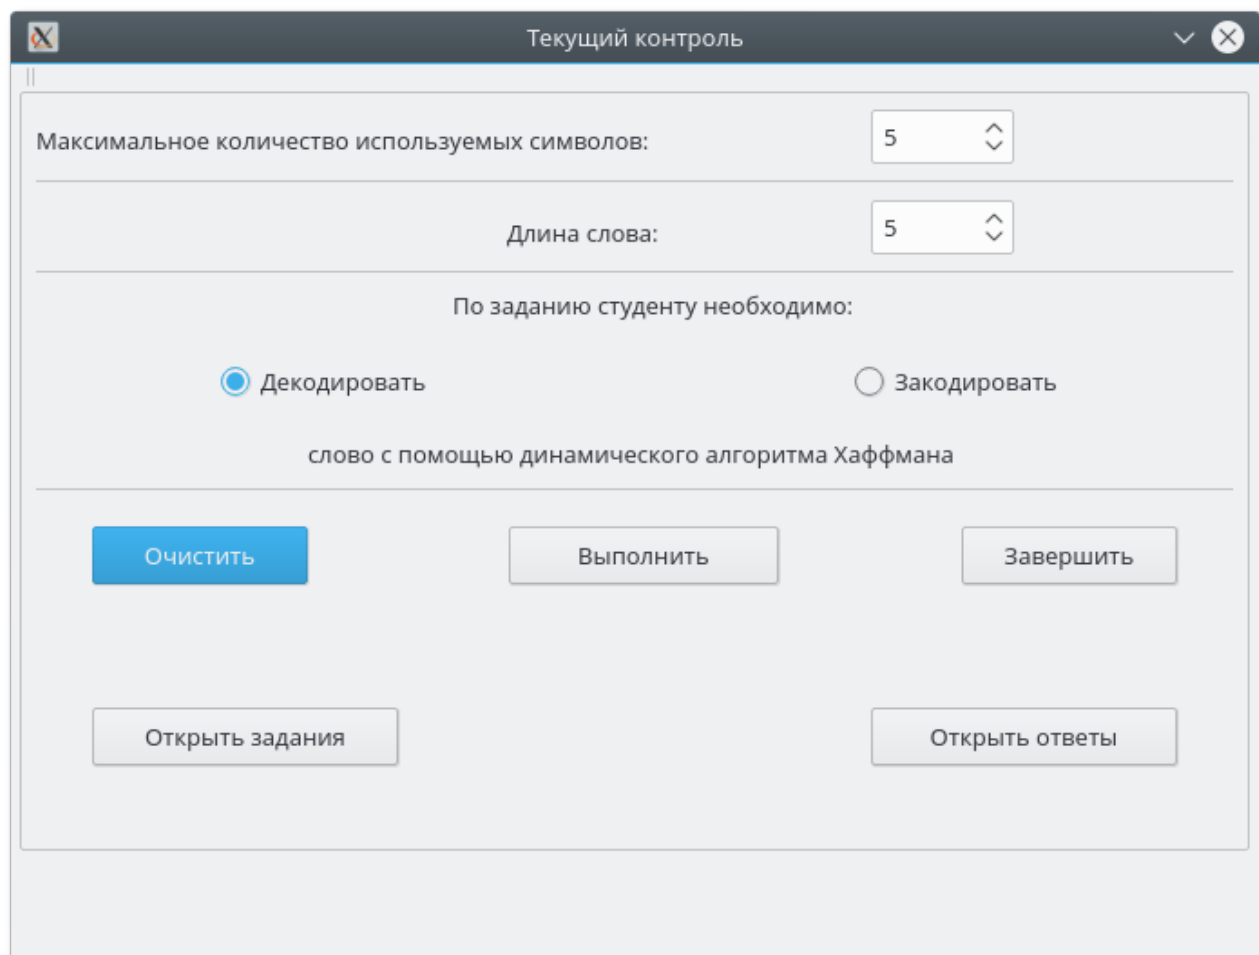 Текущий контроль
Максимальное количество используемых символов: 5
Длина слова: 5
По заданию студенту необходимо:
Декодировать Закодировать
слово с помощью динамического алгоритма Хаффмана
Очистить Выполнить Завершить
Открыть задания Открыть ответы